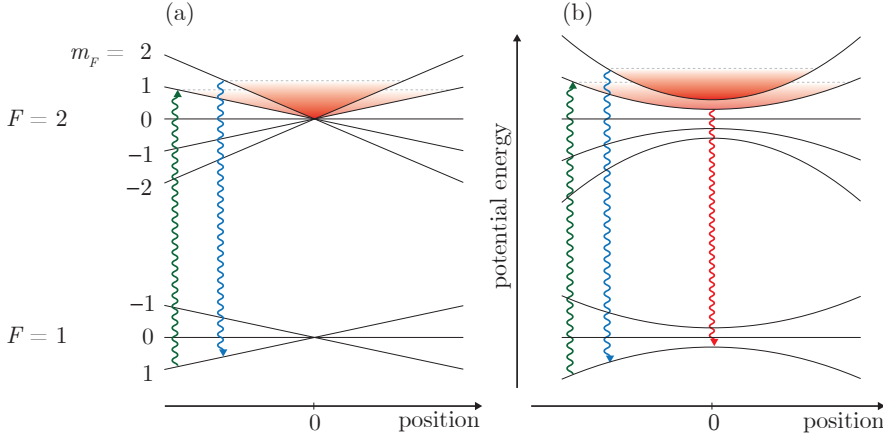 (a)
m_F = 2
1
F = 2 0
−1
−2
−1
F = 1 0
1
0 position
(b)
potential energy
0 position